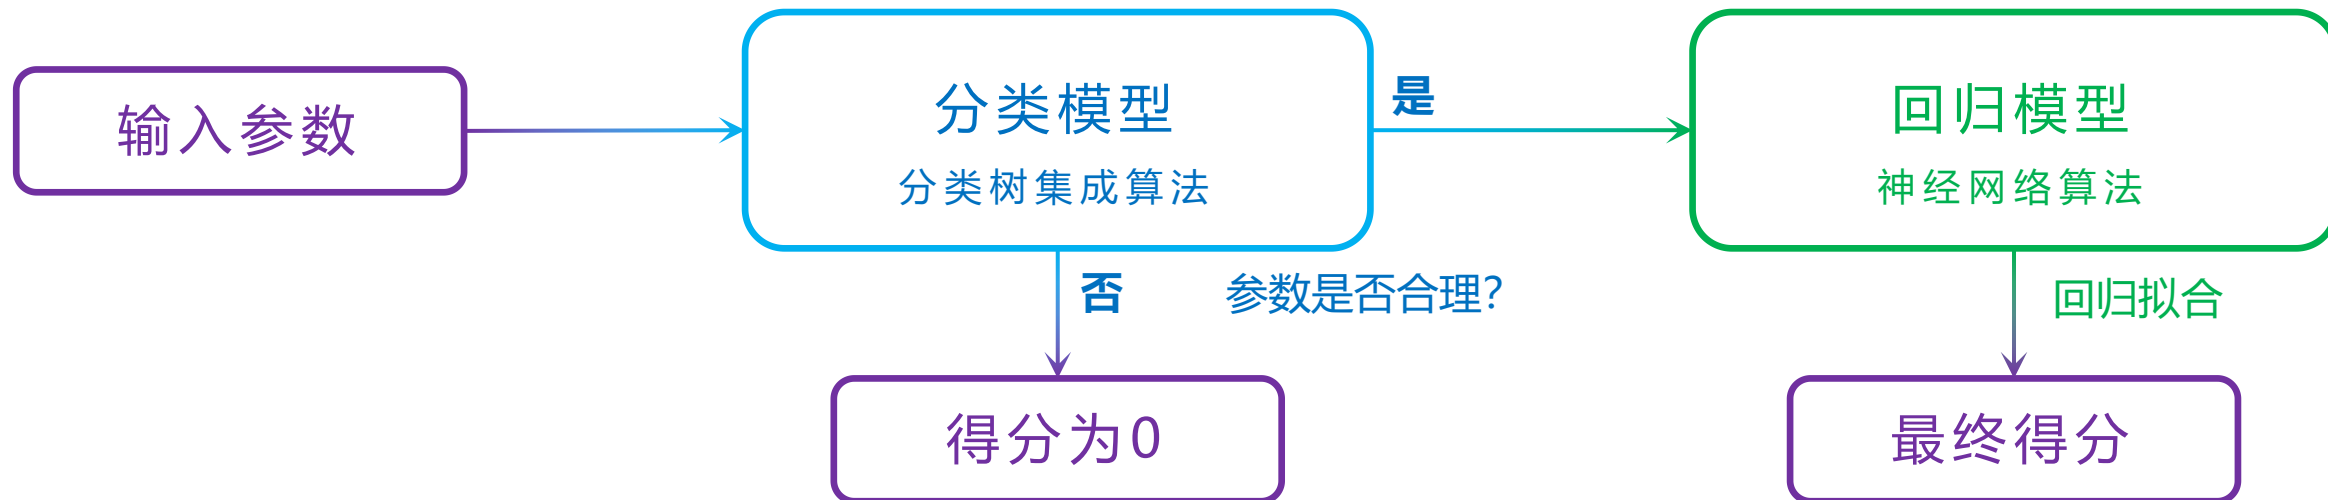 输入参数
分类模型
分类树集成算法
是
回归模型
神经网络算法
否
参数是否合理？
回归拟合
得分为0
最终得分